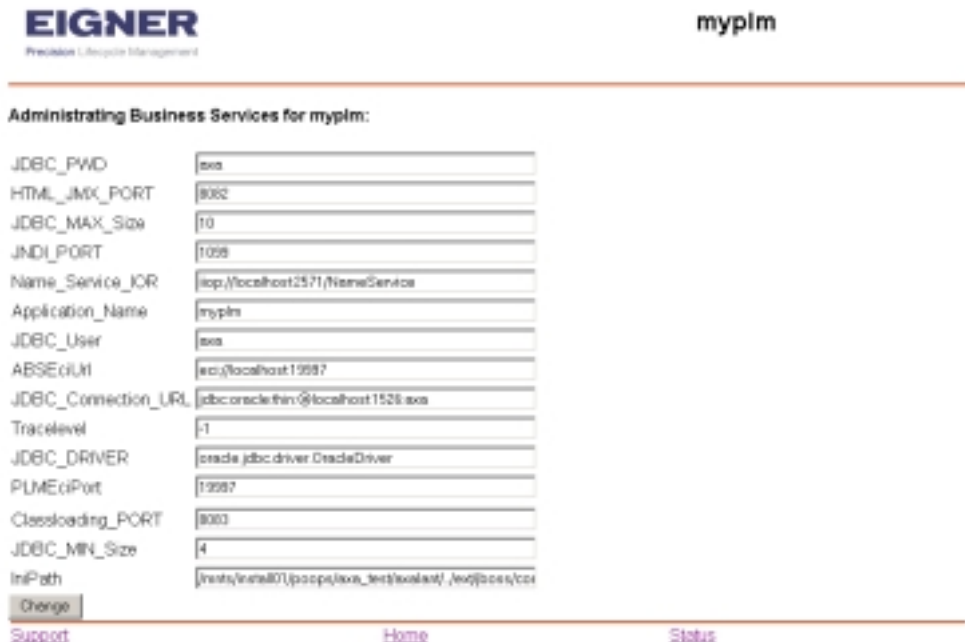 EIGNER
myplm
Precision Lifecycle Management
Administrating Business Services for myplm:
JDBC_PWD axa
HTML_JMX_PORT 8082
JDBC_MAX_Size 10
JNDI_PORT 1099
Name_Service_IOR iiop://localhost:2571/NameService
Application_Name myplm
JDBC_User axa
ABSEciUrl eci://localhost:19997
JDBC_Connection_URL jdbc:oracle:thin:@localhost:1526:axa
Tracelevel -1
JDBC_DRIVER oracle.jdbc.driver.OracleDriver
PLMEciPort 19997
Classloading_PORT 8083
JDBC_MIN_Size 4
IniPath
Change
Support Home Status